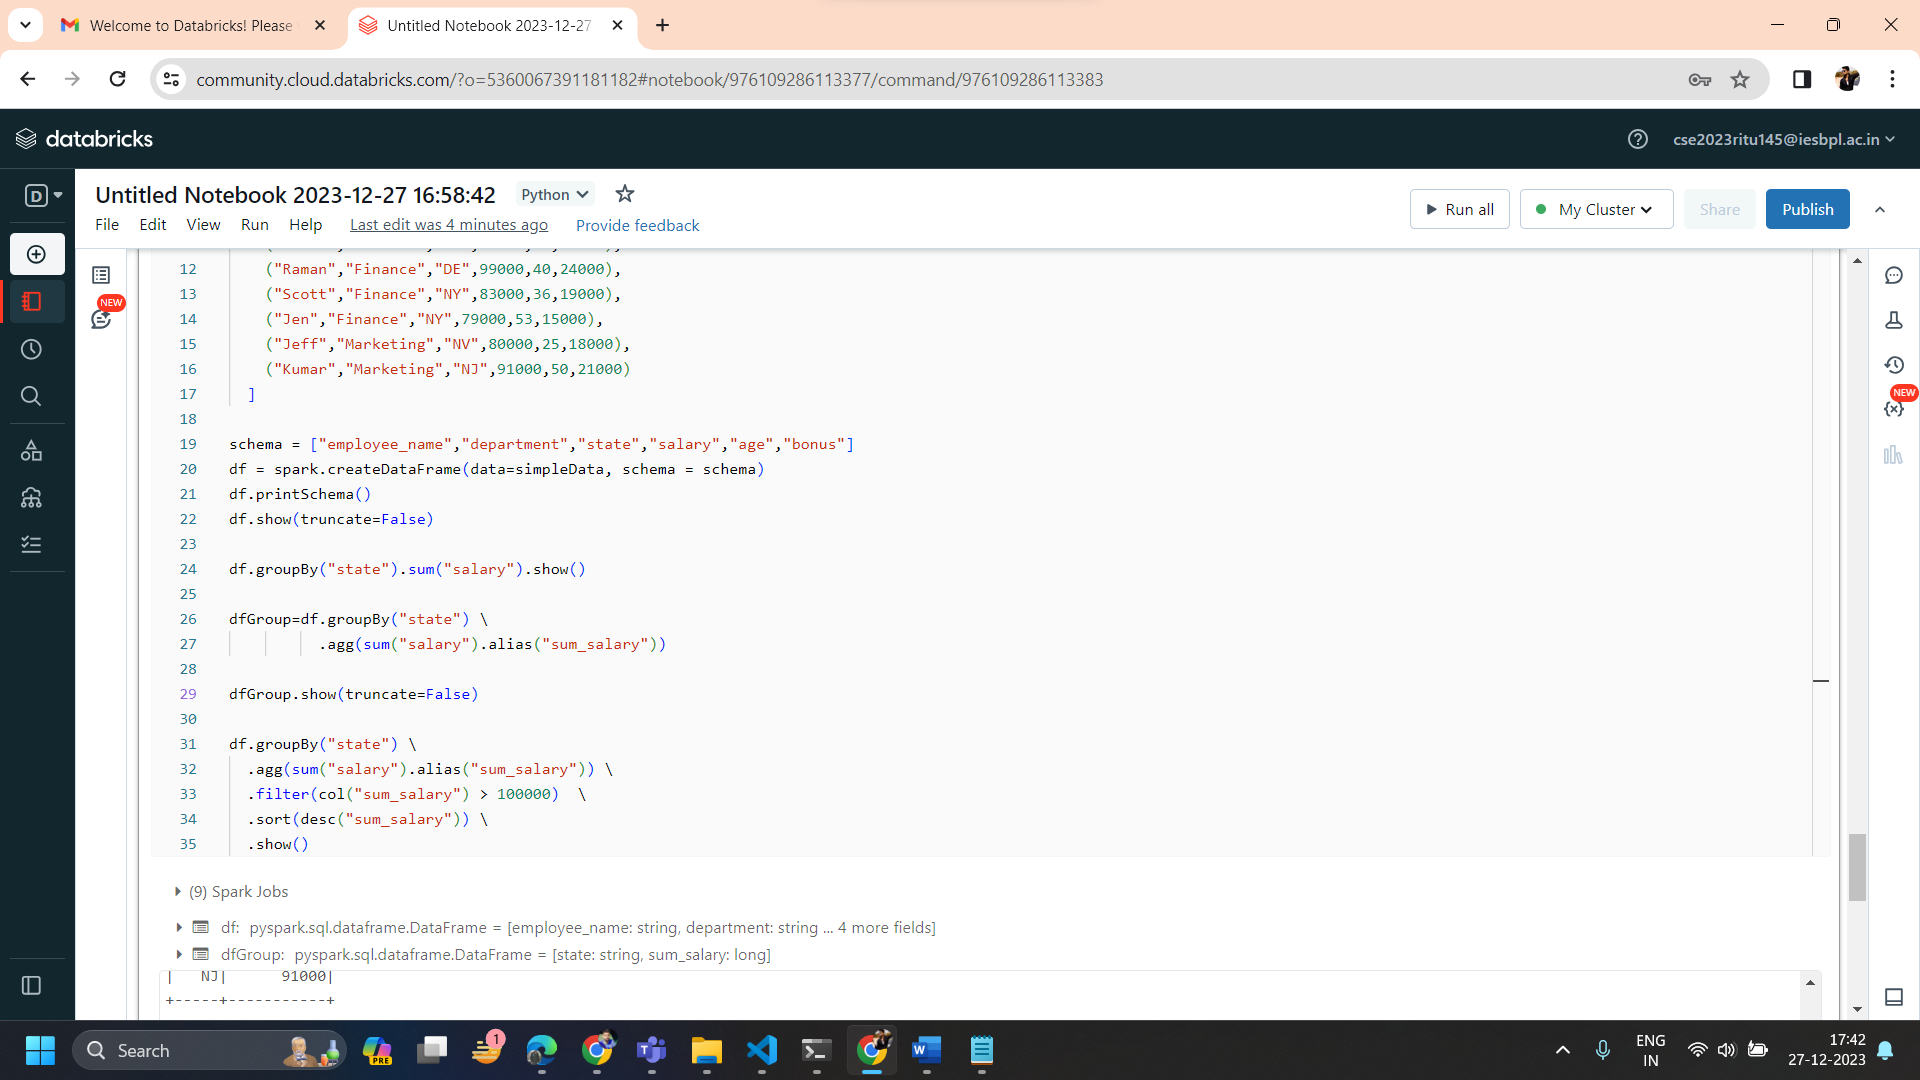 Welcome to Databricks! Please
Untitled Notebook 2023-12-27
community.cloud.databricks.com/?o=5360067391181182#notebook/976109286113377/command/976109286113383
databricks
cse2023ritu145@iesbpl.ac.in
D
Untitled Notebook 2023-12-27 16:58:42
Python
File Edit View Run Help Last edit was 4 minutes ago Provide feedback
Run all
My Cluster
Share
Publish
NEW
NEW
12 ("Raman","Finance","DE",99000,40,24000),
13 ("Scott","Finance","NY",83000,36,19000),
14 ("Jen","Finance","NY",79000,53,15000),
15 ("Jeff","Marketing","NV",80000,25,18000),
16 ("Kumar","Marketing","NJ",91000,50,21000)
17 ]
18
19 schema = ["employee_name","department","state","salary","age","bonus"]
20 df = spark.createDataFrame(data=simpleData, schema = schema)
21 df.printSchema()
22 df.show(truncate=False)
23
24 df.groupBy("state").sum("salary").show()
25
26 dfGroup=df.groupBy("state") \
27 .agg(sum("salary").alias("sum_salary"))
28
29 dfGroup.show(truncate=False)
30
31 df.groupBy("state") \
32 .agg(sum("salary").alias("sum_salary")) \
33 .filter(col("sum_salary") > 100000) \
34 .sort(desc("sum_salary")) \
35 .show()
(9) Spark Jobs
df: pyspark.sql.dataframe.DataFrame = [employee_name: string, department: string ... 4 more fields]
dfGroup: pyspark.sql.dataframe.DataFrame = [state: string, sum_salary: long]
| NJ| 91000|
+-----+-----------+
Search
PRE
1
ENG
IN
17:42
27-12-2023